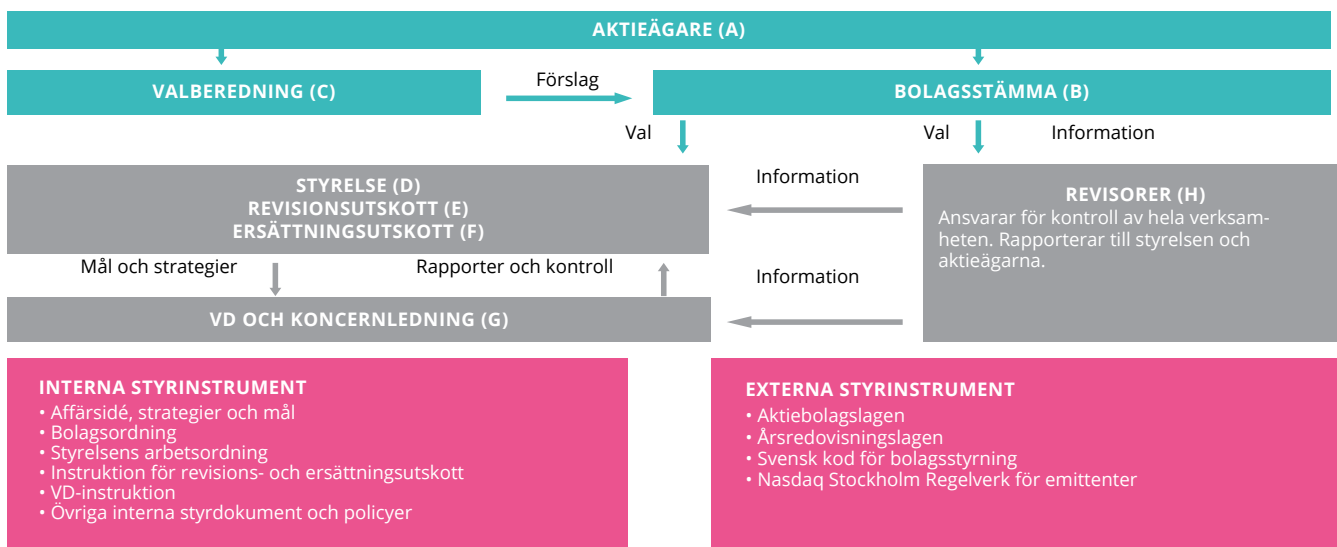 AKTIEÄGARE (A)
VALBEREDNING (C)
Förslag
BOLAGSSTÄMMA (B)
Val
Val
Information
STYRELSE (D)
REVISIONSUTSKOTT (E)
ERSÄTTNINGSUTSKOTT (F)
Information
REVISORER (H)
Ansvarar för kontroll av hela verksam-
heten. Rapporterar till styrelsen och
aktieägarna.
Mål och strategier
Rapporter och kontroll
Information
VD OCH KONCERNLEDNING (G)
INTERNA STYRINSTRUMENT
• Affärsidé, strategier och mål
• Bolagsordning
• Styrelsens arbetsordning
• Instruktion för revisions- och ersättningsutskott
• VD-instruktion
• Övriga interna styrdokument och policyer
EXTERNA STYRINSTRUMENT
• Aktiebolagslagen
• Årsredovisningslagen
• Svensk kod för bolagsstyrning
• Nasdaq Stockholm Regelverk för emittenter